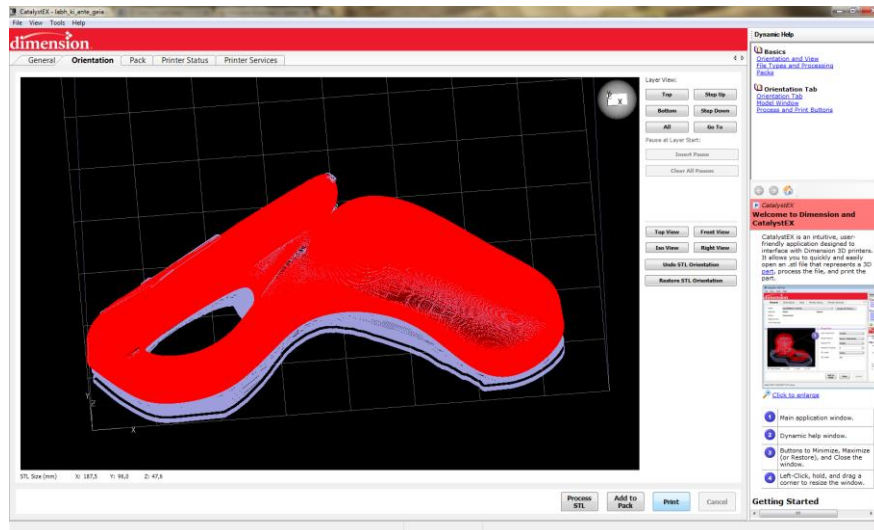 CatalystEX - labh_ki_ante_geia
File View Tools Help
dimension
General Orientation Pack Printer Status Printer Services
Layer View:
Top Step Up
Bottom Step Down
All Go To
Pause at Layer Start:
Insert Pause
Clear All Pauses
Top View Front View
Iso View Right View
Undo STL Orientation
Restore STL Orientation
Y X
Y
Z
X
STL Size (mm) X: 187,5 Y: 98,0 Z: 47,6
Process STL
Add to Pack
Print
Cancel
Dynamic Help
Basics
Orientation and View
File Types and Processing
Packs
Orientation Tab
Orientation Tab
Model Window
Process and Print Buttons
CatalystEX
Welcome to Dimension and
CatalystEX
CatalystEX is an intuitive, user-
friendly application designed to
interface with Dimension 3D printers.
It allows you to quickly and easily
open an .stl file that represents a 3D
part, process the file, and print the
part.
Click to enlarge
1 Main application window.
2 Dynamic help window.
3 Buttons to Minimize, Maximize
(or Restore), and Close the
window.
4 Left-Click, hold, and drag a
corner to resize the window.
Getting Started